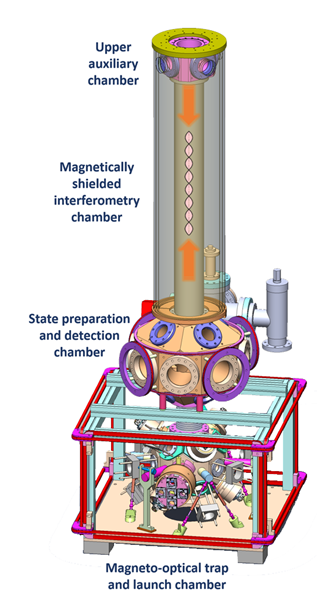 Upper
auxiliary
chamber
Magnetically
shielded
interferometry
chamber
State preparation
and detection
chamber
Magneto-optical trap
and launch chamber